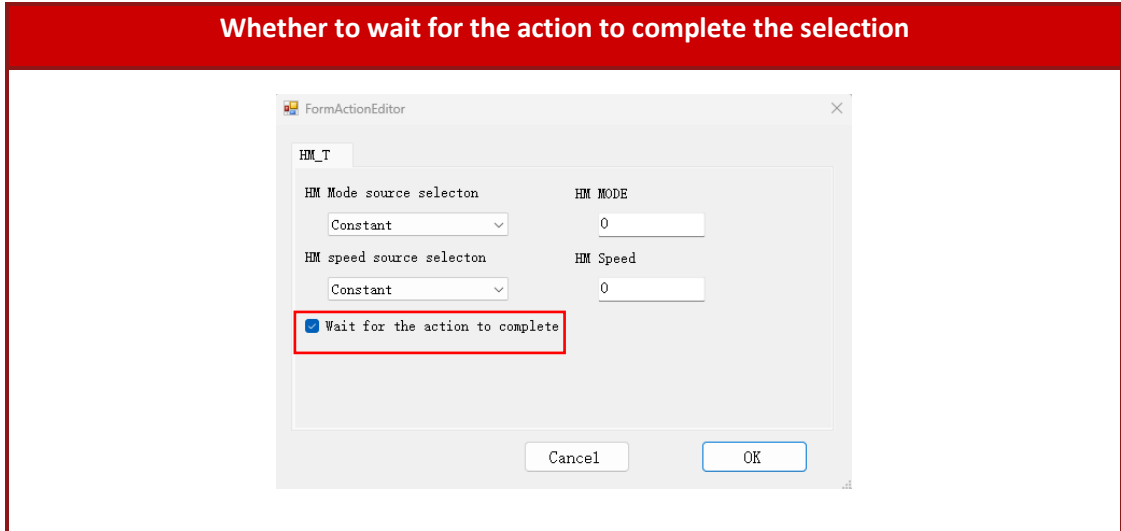 Whether to wait for the action to complete the selection
FormActionEditor
HM_T
HM Mode source selecton
HM MODE
Constant
0
HM speed source selecton
HM Speed
Constant
0
Wait for the action to complete
Cancel
OK